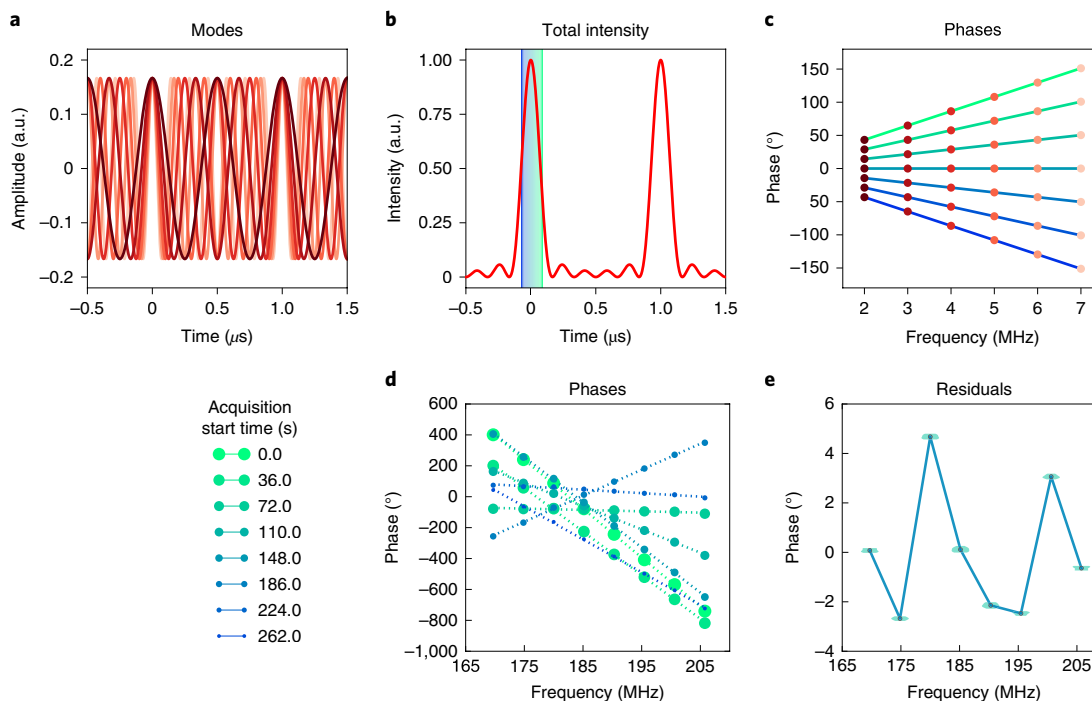 a
Modes
Amplitude (a.u.)
0.2
0.1
0
–0.1
–0.2
–0.5
0
0.5
1.0
1.5
Time (μs)
b
Total intensity
Intensity (a.u.)
1.00
0.75
0.50
0.25
0
–0.5
0
0.5
1.0
1.5
Time (μs)
c
Phases
Phase (°)
150
100
50
0
50
–100
–150
2 3 4 5 6 7
Frequency (MHz)
Acquisition
start time (s)
0.0
36.0
72.0
110.0
148.0
186.0
224.0
262.0
d
Phases
Phase (°)
600
400
200
0
–200
–400
–600
–800
–1,000
165 175 185 195 205
Frequency (MHz)
e
Residuals
Phase (°)
6
4
2
0
–2
–4
165 175 185 195 205
Frequency (MHz)